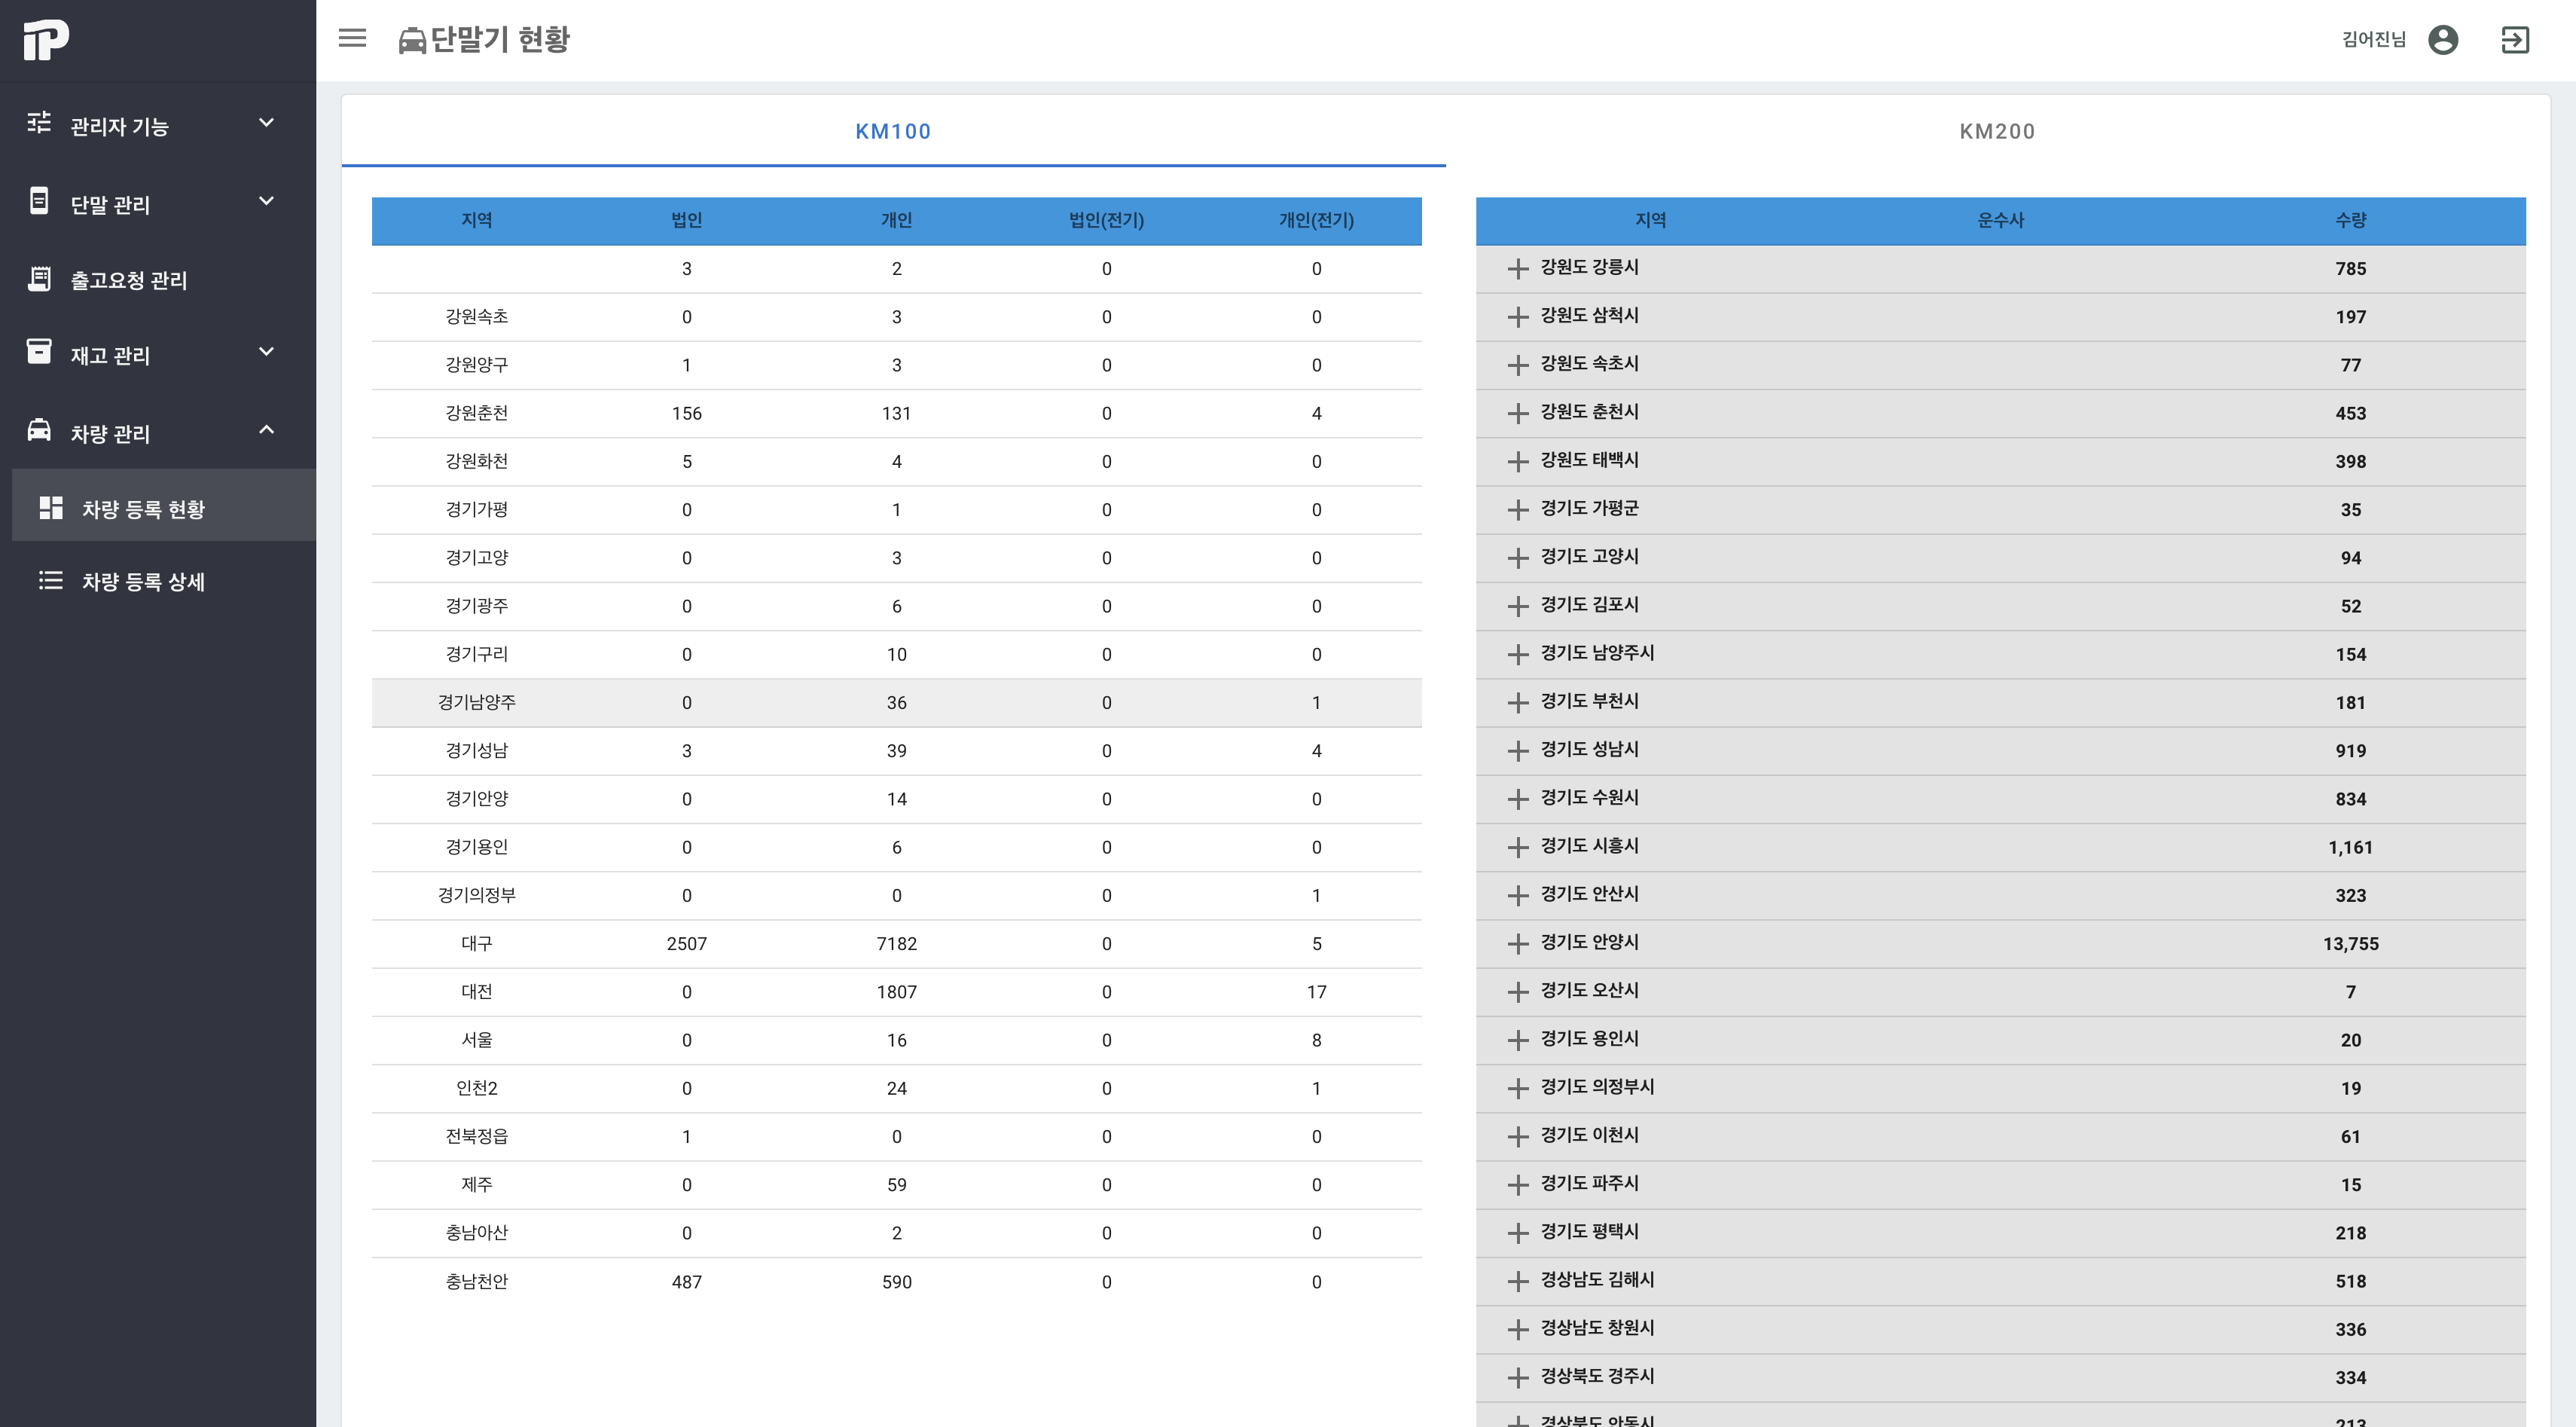 단말기 현황
김어진님
관리자 기능
단말 관리
출고요청 관리
재고 관리
차량 관리
차량 등록 현황
차량 등록 상세
KM100
KM200
지역 법인 개인 법인(전기) 개인(전기)
3 2 0 0
강원속초 0 3 0 0
강원양구 1 3 0 0
강원춘천 156 131 0 4
강원화천 5 4 0 0
경기가평 0 1 0 0
경기고양 0 3 0 0
경기광주 0 6 0 0
경기구리 0 10 0 0
경기남양주 0 36 0 1
경기성남 3 39 0 4
경기안양 0 14 0 0
경기용인 0 6 0 0
경기의정부 0 0 0 1
대구 2507 7182 0 5
대전 0 1807 0 17
서울 0 16 0 8
인천2 0 24 0 1
전북정읍 1 0 0 0
제주 0 59 0 0
충남아산 0 2 0 0
충남천안 487 590 0 0
지역 운수사 수량
강원도 강릉시 785
강원도 삼척시 197
강원도 속초시 77
강원도 춘천시 453
강원도 태백시 398
경기도 가평군 35
경기도 고양시 94
경기도 김포시 52
경기도 남양주시 154
경기도 부천시 181
경기도 성남시 919
경기도 수원시 834
경기도 시흥시 1,161
경기도 안산시 323
경기도 안양시 13,755
경기도 오산시 7
경기도 용인시 20
경기도 의정부시 19
경기도 이천시 61
경기도 파주시 15
경기도 평택시 218
경상남도 김해시 518
경상남도 창원시 336
경상북도 경주시 334
경상북도 안동시 213